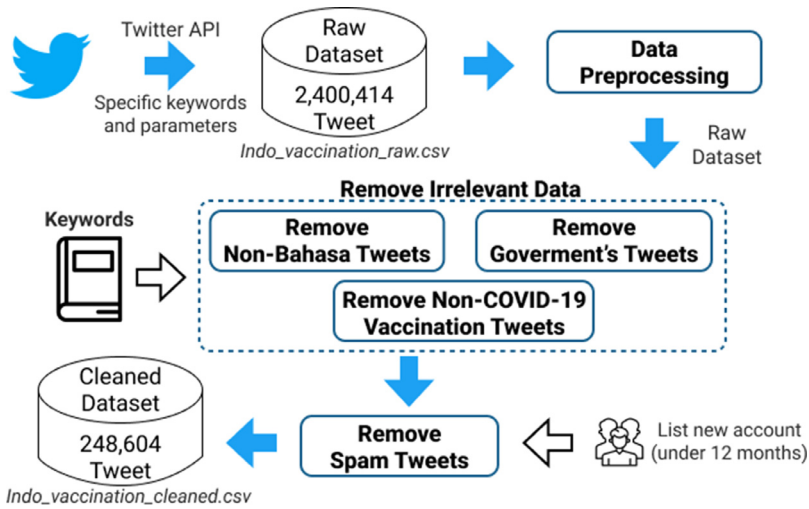 Twitter API
Specific keywords
and parameters
Raw
Dataset
2,400,414
Tweet
Indo_vaccination_raw.csv
Data
Preprocessing
Raw
Dataset
Remove Irrelevant Data
Keywords
Remove
Non-Bahasa Tweets
Remove
Goverment's Tweets
Remove Non-COVID-19
Vaccination Tweets
Cleaned
Dataset
248,604
Tweet
Indo_vaccination_cleaned.csv
Remove
Spam Tweets
List new account
(under 12 months)